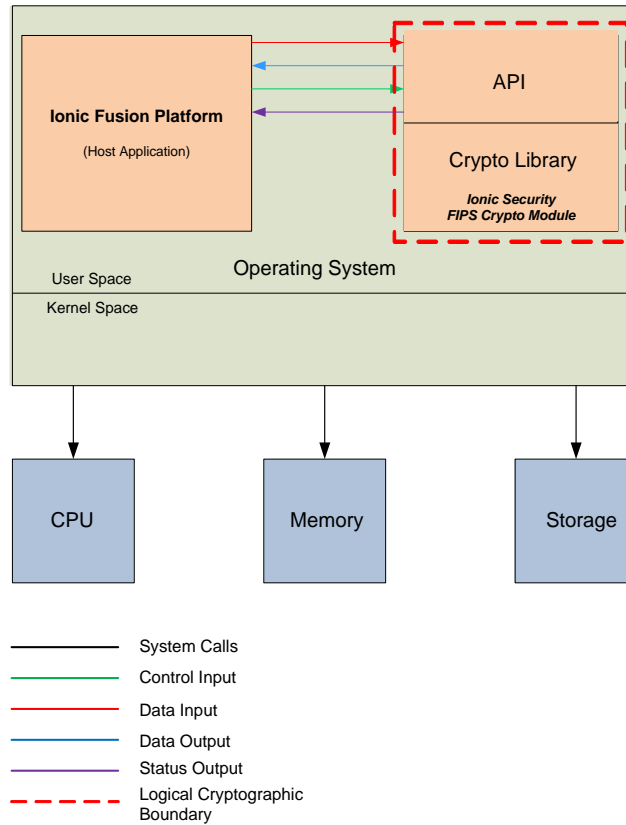 Ionic Fusion Platform
(Host Application)
API
Crypto Library
Ionic Security
FIPS Crypto Module
Operating System
User Space
Kernel Space
CPU
Memory
Storage
System Calls
Control Input
Data Input
Data Output
Status Output
Logical Cryptographic
Boundary